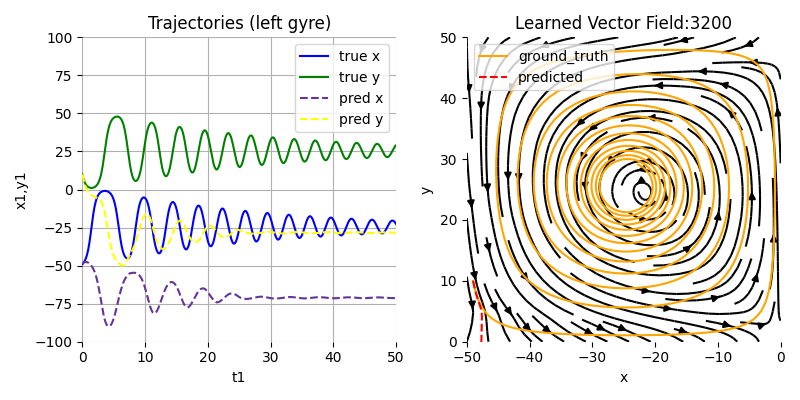 Trajectories (left gyre)
100
75
50
25
0
−25
−50
−75
−100
x1,y1
0
10
20
30
40
50
t1
true x
true y
pred x
pred y
Learned Vector Field:3200
50
40
30
20
10
0
y
−50
−40
−30
−20
−10
0
x
ground_truth
predicted